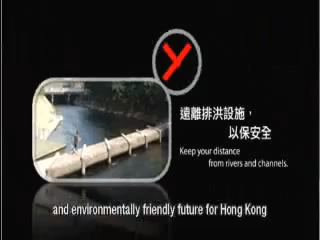 遠離排洪設施，
以保安全
Keep your distance
from rivers and channels.
and environmentally friendly future for Hong Kong